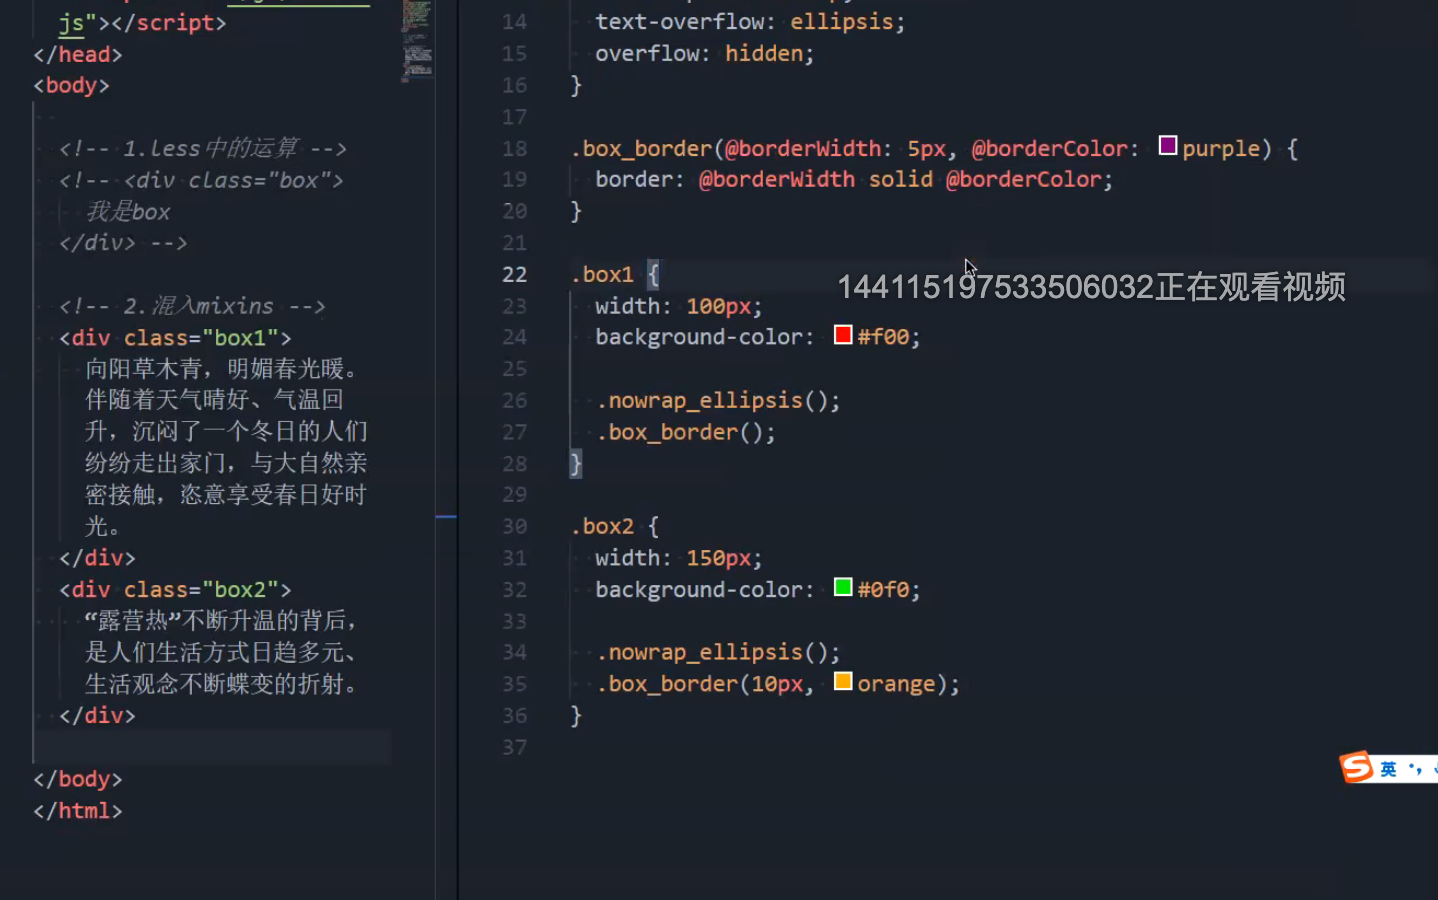 js"></script>
</head>
<body>
<!-- 1.less中的运算 -->
<!-- <div class="box">
我是box
</div> -->
<!-- 2.混入mixins -->
<div class="box1">
向阳草木青，明媚春光暖。
伴随着天气晴好、气温回
升，沉闷了一个冬日的人们
纷纷走出家门，与大自然亲
密接触，恣意享受春日好时
光。
</div>
<div class="box2">
“露营热”不断升温的背后，
是人们生活方式日趋多元、
生活观念不断蝶变的折射。
</div>
</body>
</html>
14 text-overflow: ellipsis;
15 overflow: hidden;
16 }
17
18 .box_border(@borderWidth: 5px, @borderColor: purple) {
19 border: @borderWidth solid @borderColor;
20 }
21
22 .box1 {
144115197533506032正在观看视频
23 width: 100px;
24 background-color: #f00;
25
26 .nowrap_ellipsis();
27 .box_border();
28 }
29
30 .box2 {
31 width: 150px;
32 background-color: #0f0;
33
34 .nowrap_ellipsis();
35 .box_border(10px, orange);
36 }
37
S英